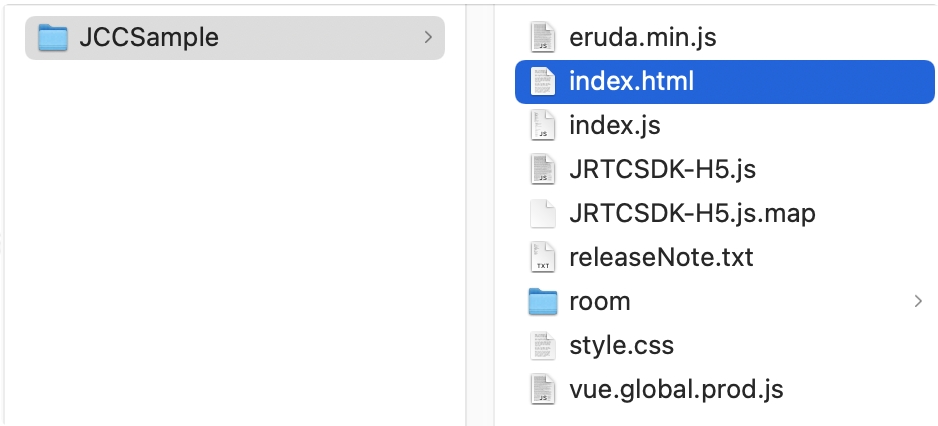 JCCSample
eruda.min.js
index.html
index.js
JRTCSDK-H5.js
JRTCSDK-H5.js.map
releaseNote.txt
room
style.css
vue.global.prod.js